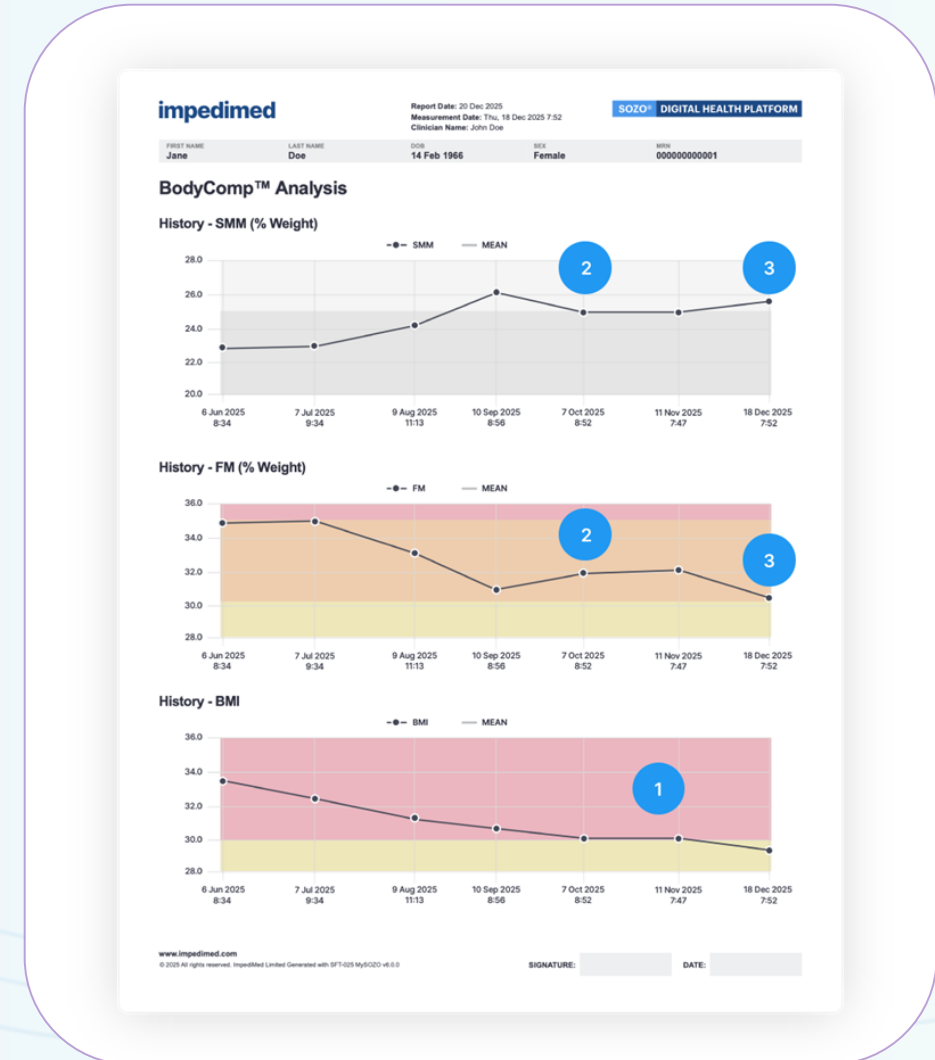 impedimed
Report Date: 20 Dec 2025
Measurement Date: Thu, 18 Dec 2025 7:52
Clinician Name: John Doe
SOZO® DIGITAL HEALTH PLATFORM
FIRST NAME LAST NAME DOB SEX MRN
Jane Doe 14 Feb 1966 Female 000000000001
BodyComp™ Analysis
History - SMM (% Weight)
SMM MEAN
28.0
26.0
24.0
22.0
20.0
2
3
6 Jun 2025 7 Jul 2025 9 Aug 2025 10 Sep 2025 7 Oct 2025 11 Nov 2025 18 Dec 2025
8:34 9:34 11:13 8:56 8:52 7:47 7:52
History - FM (% Weight)
FM MEAN
36.0
34.0
32.0
30.0
28.0
2
3
6 Jun 2025 7 Jul 2025 9 Aug 2025 10 Sep 2025 7 Oct 2025 11 Nov 2025 18 Dec 2025
8:34 9:34 11:13 8:56 8:52 7:47 7:52
History - BMI
BMI MEAN
36.0
34.0
32.0
30.0
28.0
1
6 Jun 2025 7 Jul 2025 9 Aug 2025 10 Sep 2025 7 Oct 2025 11 Nov 2025 18 Dec 2025
8:34 9:34 11:13 8:56 8:52 7:47 7:52
www.impedimed.com
© 2025 All rights reserved. ImpediMed Limited Generated with SFT-025 MySOZO v6.0.0
SIGNATURE: DATE: